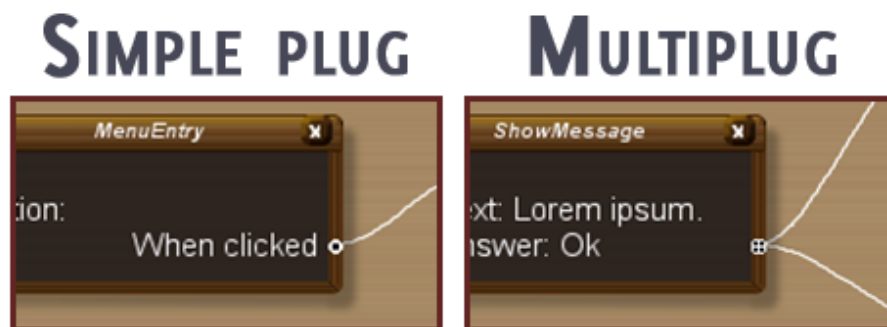 SIMPLE PLUG
MULTIPLUG
MenuEntry
tion:
When clicked
ShowMessage
ext: Lorem ipsum.
nswer: Ok